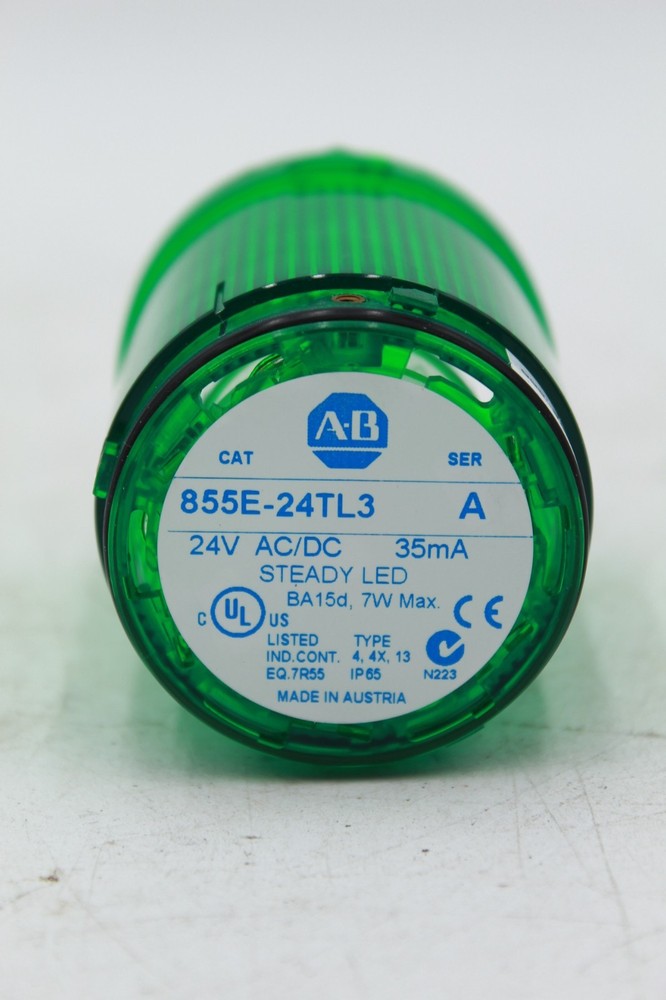 A-B
CAT SER
855E-24TL3 A
24V AC/DC 35mA
STEADY LED
BA15d, 7W Max.
C UL US CE
LISTED TYPE
IND.CONT. 4, 4X, 13
EQ.7R55 IP65 N223
MADE IN AUSTRIA